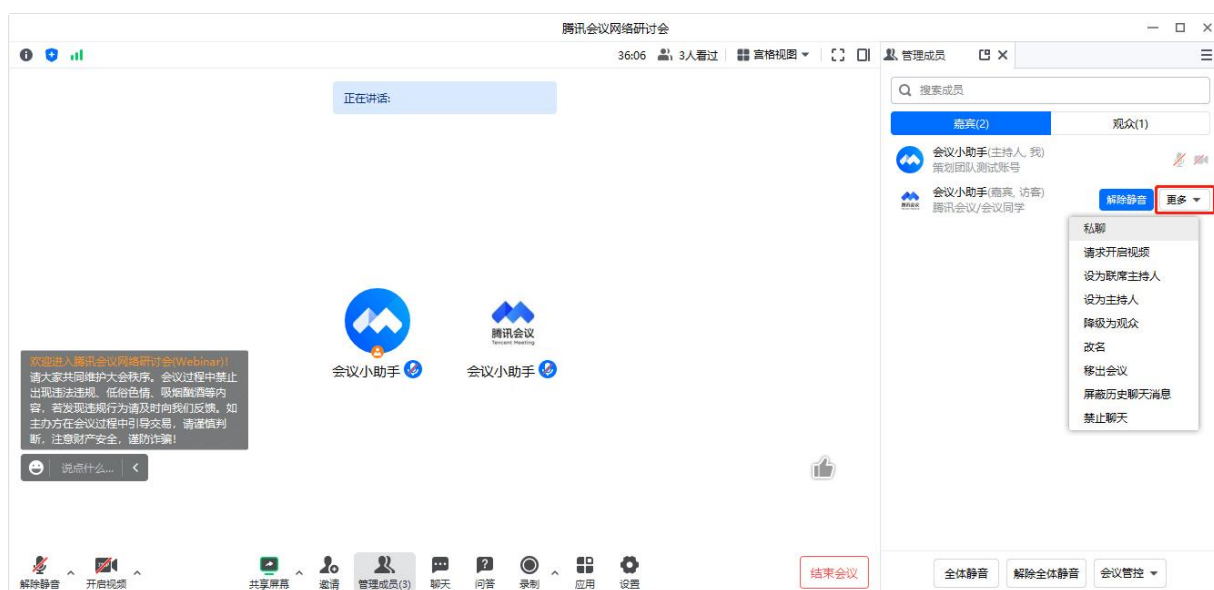 腾讯会议网络研讨会
36:06 3人看过 宫格视图
管理成员
搜索成员
嘉宾(2) 观众(1)
会议小助手(主持人, 我)
策划团队测试账号
会议小助手(嘉宾, 访客)
腾讯会议/会议同学
解除静音 更多
私聊
请求开启视频
设为联席主持人
设为主持人
降级为观众
改名
移出会议
屏蔽历史聊天消息
禁止聊天
正在讲话:
腾讯会议
Tencent Meeting
会议小助手 会议小助手
欢迎进入腾讯会议网络研讨会(Webinar)!
请大家共同维护大会秩序。会议过程中禁止
出现违法违规、低俗色情、吸烟酗酒等内
容，若发现违规行为请及时向我们反馈。如
主办方在会议过程中引导交易，请谨慎判
断，注意财产安全，谨防诈骗!
说点什么...
解除静音 开启视频 共享屏幕 邀请 管理成员(3) 聊天 问答 录制 应用 设置
结束会议
全体静音 解除全体静音 会议管控